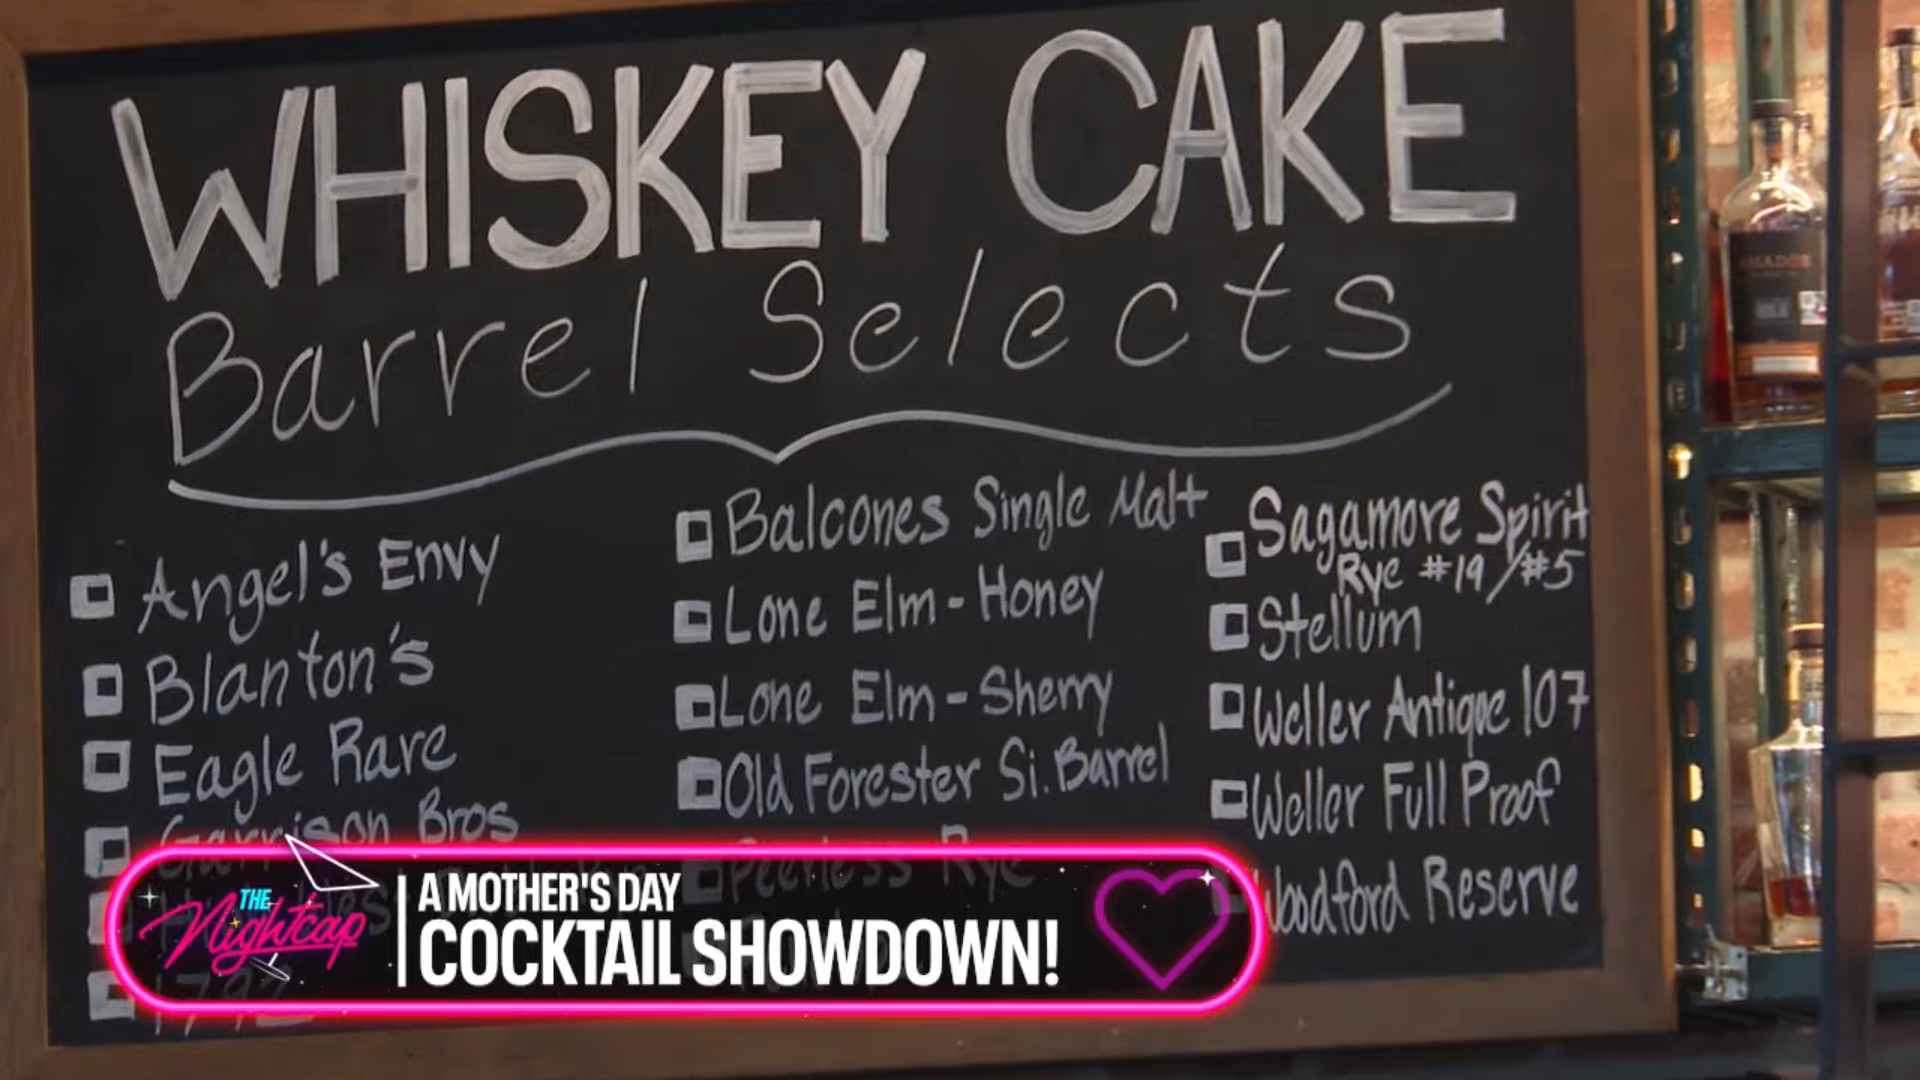 WHISKEY CAKE
Barrel Selects
Angel's Envy
Blanton's
Eagle Rare
Garrison Bros
1792
Balcones Single Malt
Lone Elm - Honey
Lone Elm - Sherry
Old Forester Si. Barrel
Peerless Rye
Sagamore Spirit
Rye #19/#5
Stellum
Weller Antique 107
Weller Full Proof
Woodford Reserve
AMADOR
THE
Nightcap
A MOTHER'S DAY
COCKTAIL SHOWDOWN!